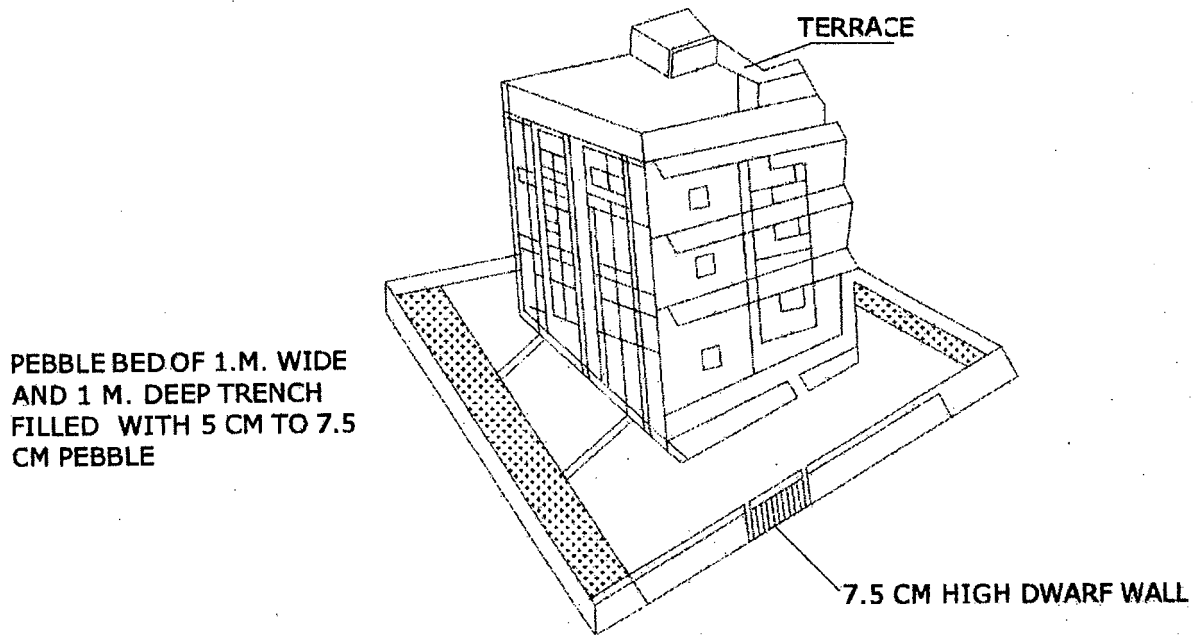 TERRACE
PEBBLE BED OF 1.M. WIDE
AND 1 M. DEEP TRENCH
FILLED WITH 5 CM TO 7.5
CM PEBBLE
7.5 CM HIGH DWARF WALL